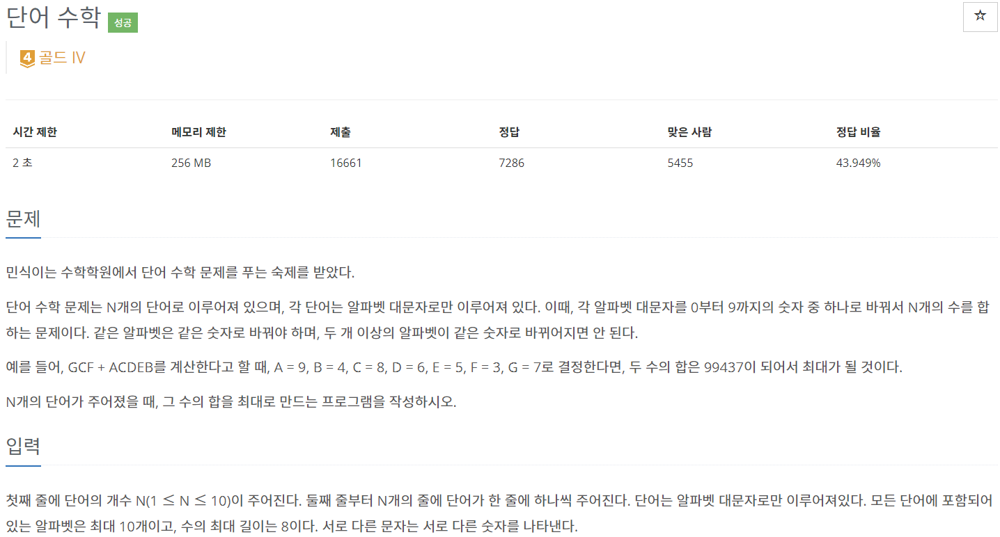 단어 수학 성공
☆
4 골드 IV
시간 제한 메모리 제한 제출 정답 맞은 사람 정답 비율
2 초 256 MB 16661 7286 5455 43.949%
문제
민식이는 수학학원에서 단어 수학 문제를 푸는 숙제를 받았다.
단어 수학 문제는 N개의 단어로 이루어져 있으며, 각 단어는 알파벳 대문자로만 이루어져 있다. 이때, 각 알파벳 대문자를 0부터 9까지의 숫자 중 하나로 바꿔서 N개의 수를 합
하는 문제이다. 같은 알파벳은 같은 숫자로 바꿔야 하며, 두 개 이상의 알파벳이 같은 숫자로 바뀌어지면 안 된다.
예를 들어, GCF + ACDEB를 계산한다고 할 때, A = 9, B = 4, C = 8, D = 6, E = 5, F = 3, G = 7로 결정한다면, 두 수의 합은 99437이 되어서 최대가 될 것이다.
N개의 단어가 주어졌을 때, 그 수의 합을 최대로 만드는 프로그램을 작성하시오.
입력
첫째 줄에 단어의 개수 N(1 ≤ N ≤ 10)이 주어진다. 둘째 줄부터 N개의 줄에 단어가 한 줄에 하나씩 주어진다. 단어는 알파벳 대문자로만 이루어져있다. 모든 단어에 포함되어
있는 알파벳은 최대 10개이고, 수의 최대 길이는 8이다. 서로 다른 문자는 서로 다른 숫자를 나타낸다.